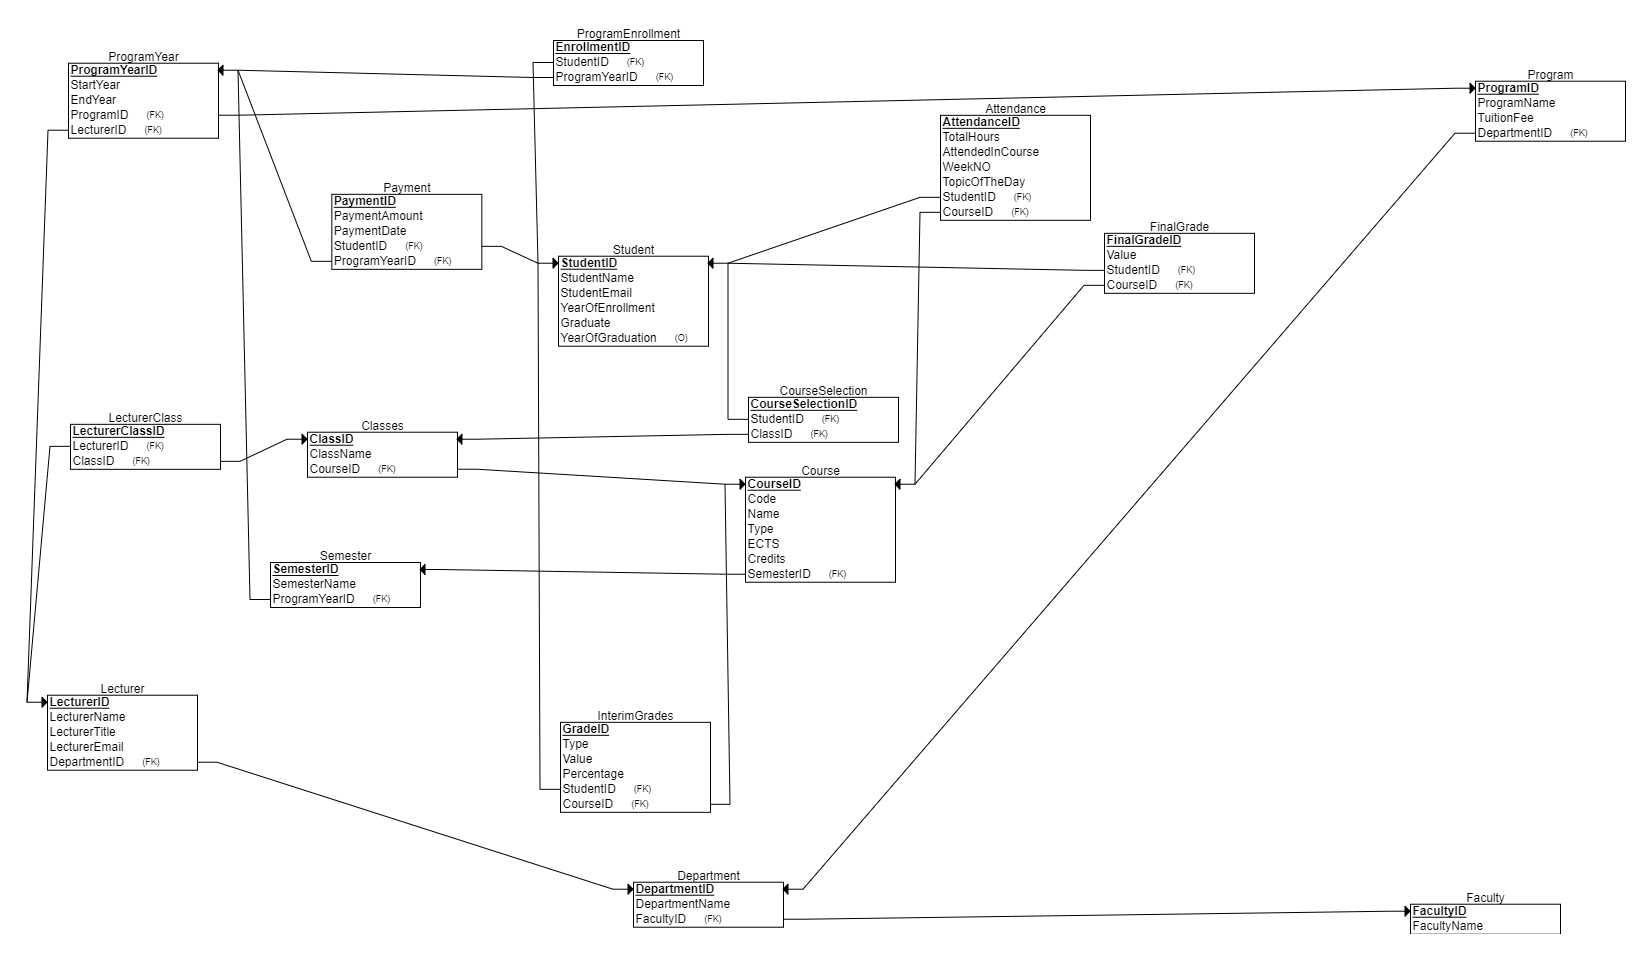 ProgramEnrollment
EnrollmentID
StudentID (FK)
ProgramYearID (FK)
ProgramYear
ProgramYearID
StartYear
EndYear
ProgramID (FK)
LecturerID (FK)
Program
ProgramID
ProgramName
TuitionFee
DepartmentID (FK)
Attendance
AttendanceID
TotalHours
AttendedInCourse
WeekNO
TopicOfTheDay
StudentID (FK)
CourseID (FK)
Payment
PaymentID
PaymentAmount
PaymentDate
StudentID (FK)
ProgramYearID (FK)
FinalGrade
FinalGradeID
Value
StudentID (FK)
CourseID (FK)
Student
StudentID
StudentName
StudentEmail
YearOfEnrollment
Graduate
YearOfGraduation (O)
CourseSelection
CourseSelectionID
StudentID (FK)
ClassID (FK)
LecturerClass
LecturerClassID
LecturerID (FK)
ClassID (FK)
Classes
ClassID
ClassName
CourseID (FK)
Course
CourseID
Code
Name
Type
ECTS
Credits
SemesterID (FK)
Semester
SemesterID
SemesterName
ProgramYearID (FK)
Lecturer
LecturerID
LecturerName
LecturerTitle
LecturerEmail
DepartmentID (FK)
InterimGrades
GradeID
Type
Value
Percentage
StudentID (FK)
CourseID (FK)
Department
DepartmentID
DepartmentName
FacultyID (FK)
Faculty
FacultyID
FacultyName